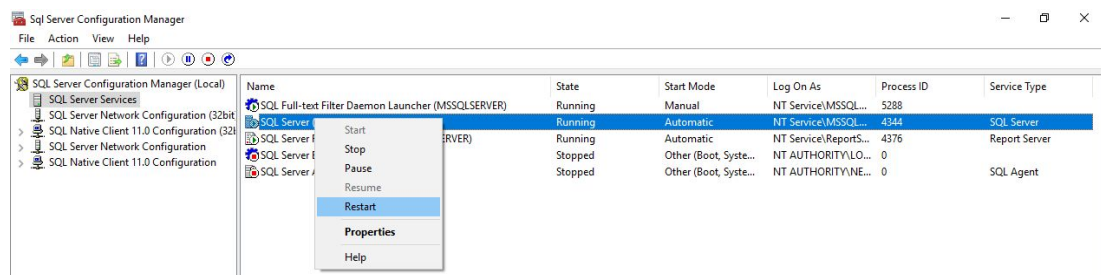 Sql Server Configuration Manager
File Action View Help
SQL Server Configuration Manager (Local)
SQL Server Services
SQL Server Network Configuration (32bit
SQL Native Client 11.0 Configuration (32b
SQL Server Network Configuration
SQL Native Client 11.0 Configuration
Name State Start Mode Log On As Process ID Service Type
SQL Full-text Filter Daemon Launcher (MSSQLSERVER) Running Manual NT Service\MSSQL... 5288
SQL Server ( Running Automatic NT Service\MSSQL... 4344 SQL Server
SQL Server RVER) Running Automatic NT Service\ReportS... 4376 Report Server
SQL Server Stopped Other (Boot, Syste... NT AUTHORITY\LO... 0
SQL Server Stopped Other (Boot, Syste... NT AUTHORITY\NE... 0 SQL Agent
Start
Stop
Pause
Resume
Restart
Properties
Help